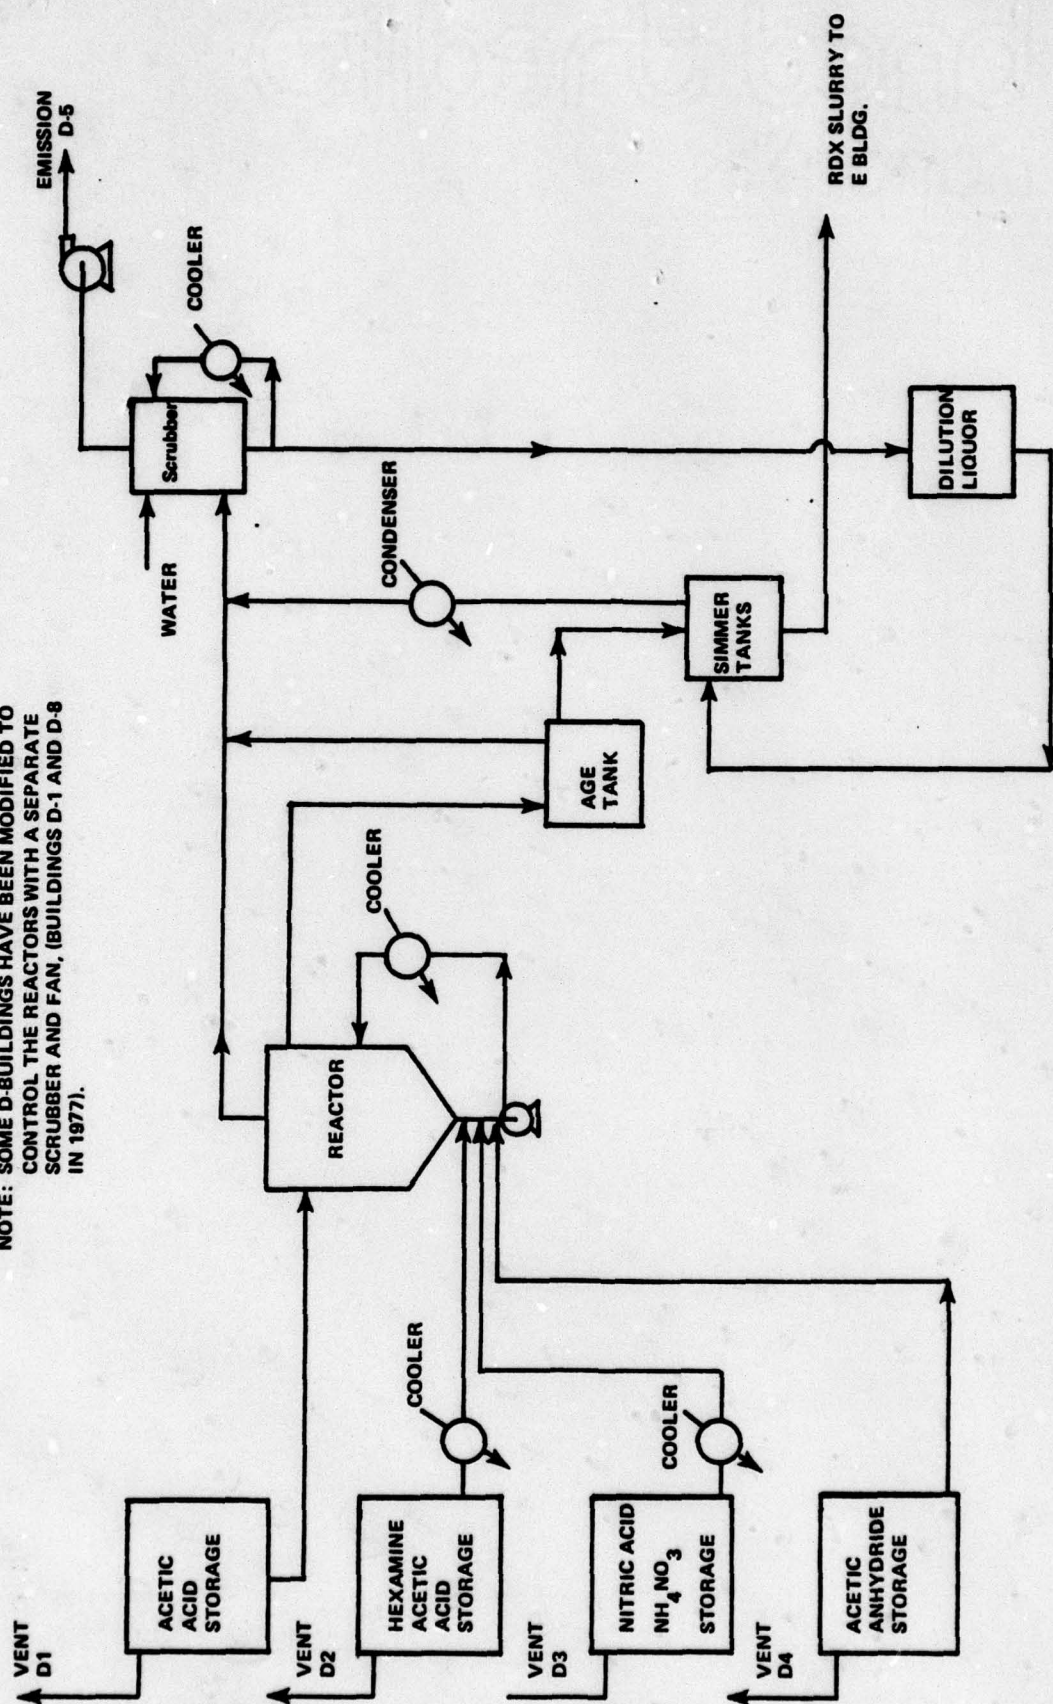 NOTE: SOME D-BUILDINGS HAVE BEEN MODIFIED TO
CONTROL THE REACTORS WITH A SEPARATE
SCRUBBER AND FAN, (BUILDINGS D-1 AND D-8
IN 1977).
VENT
D1
ACETIC
ACID
STORAGE
VENT
D2
HEXAMINE
ACETIC
ACID
STORAGE
COOLER
VENT
D3
NITRIC ACID
NH4NO3
STORAGE
COOLER
VENT
D4
ACETIC
ANHYDRIDE
STORAGE
REACTOR
COOLER
AGE
TANK
SIMMER
TANKS
CONDENSER
WATER
Scrubber
COOLER
EMISSION
D-5
DILUTION
LIQUOR
RDX SLURRY TO
E BLDG.